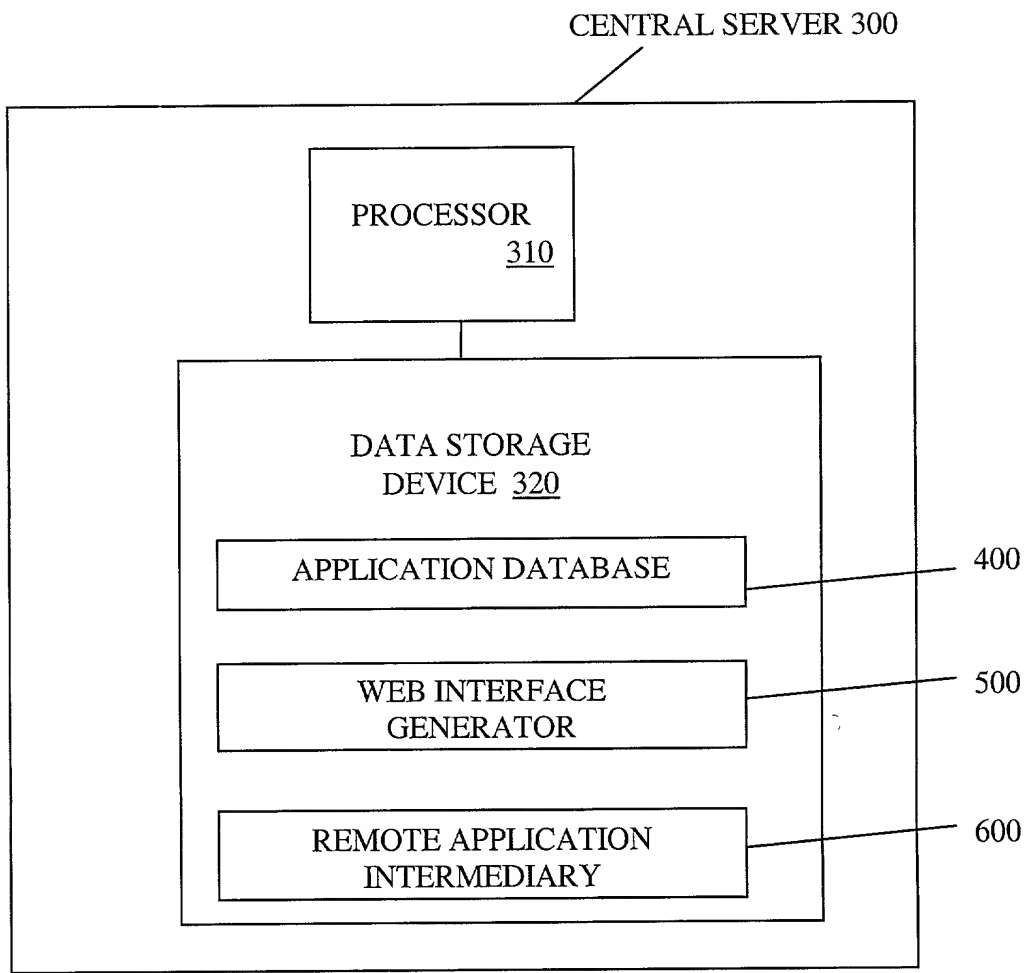 CENTRAL SERVER 300
PROCESSOR
310
DATA STORAGE
DEVICE 320
APPLICATION DATABASE
400
WEB INTERFACE
GENERATOR
500
REMOTE APPLICATION
INTERMEDIARY
600